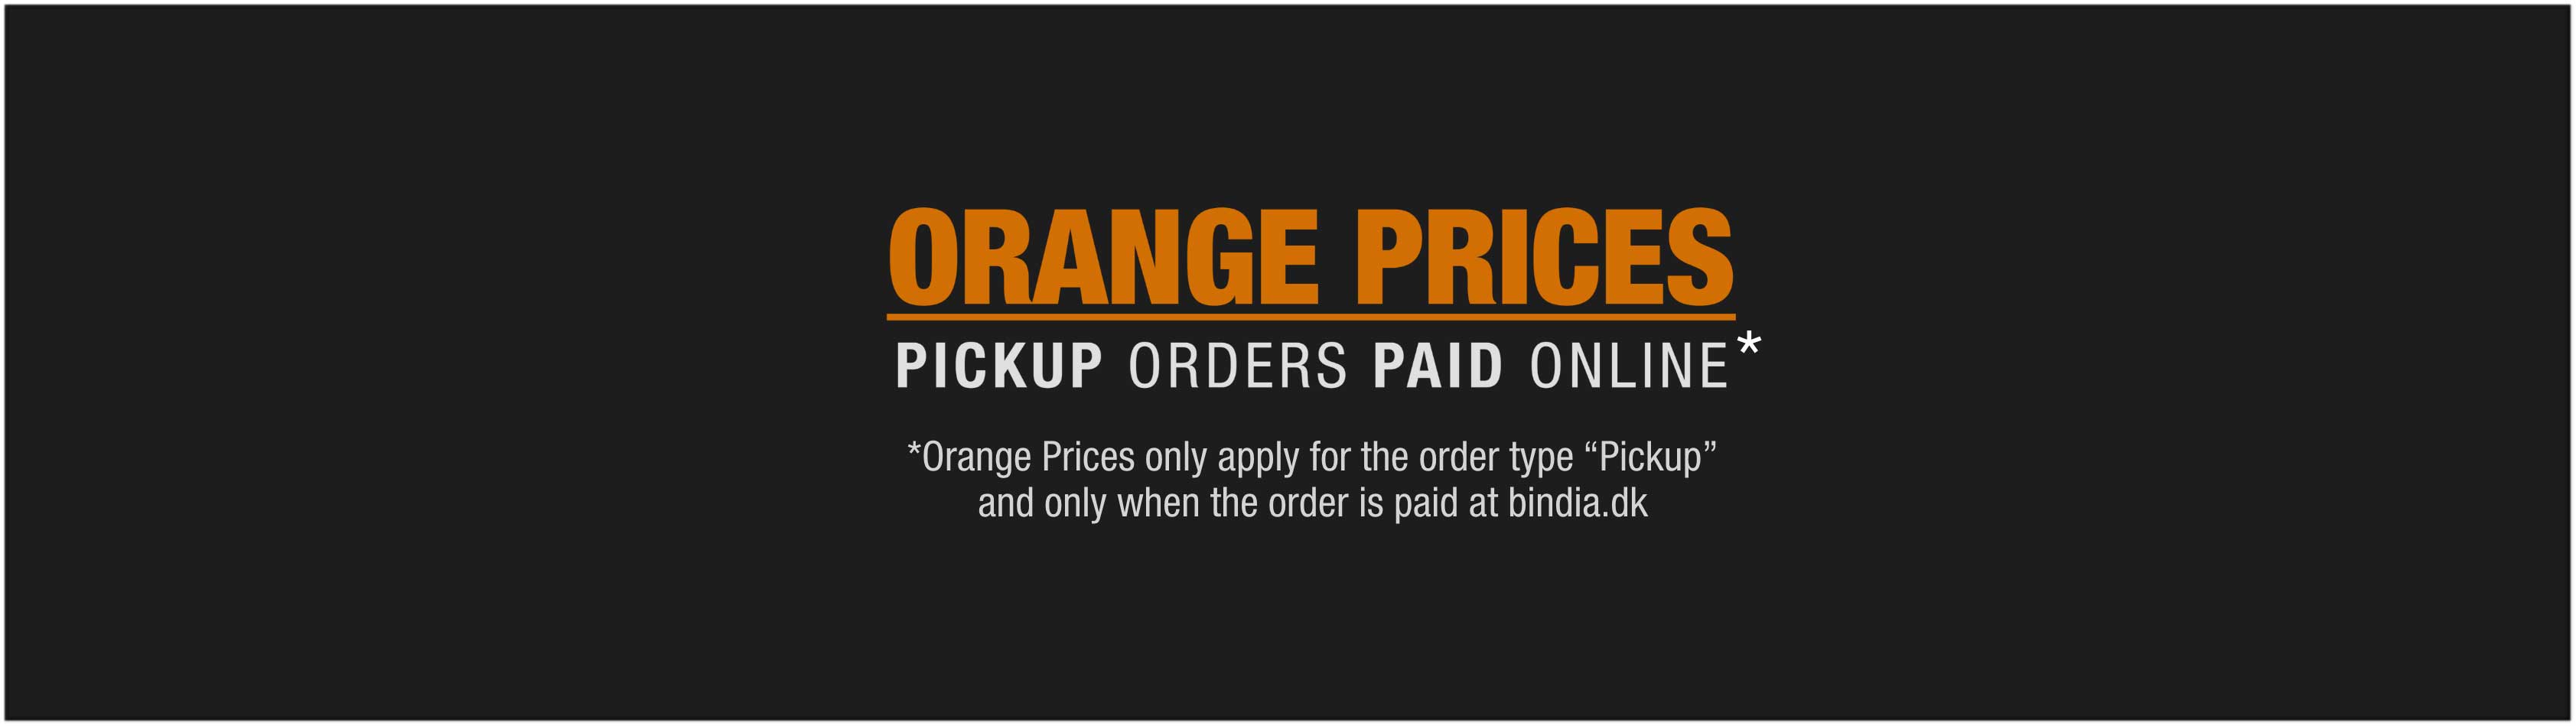 ORANGE PRICES
PICKUP ORDERS PAID ONLINE*
*Orange Prices only apply for the order type “Pickup”
and only when the order is paid at bindia.dk